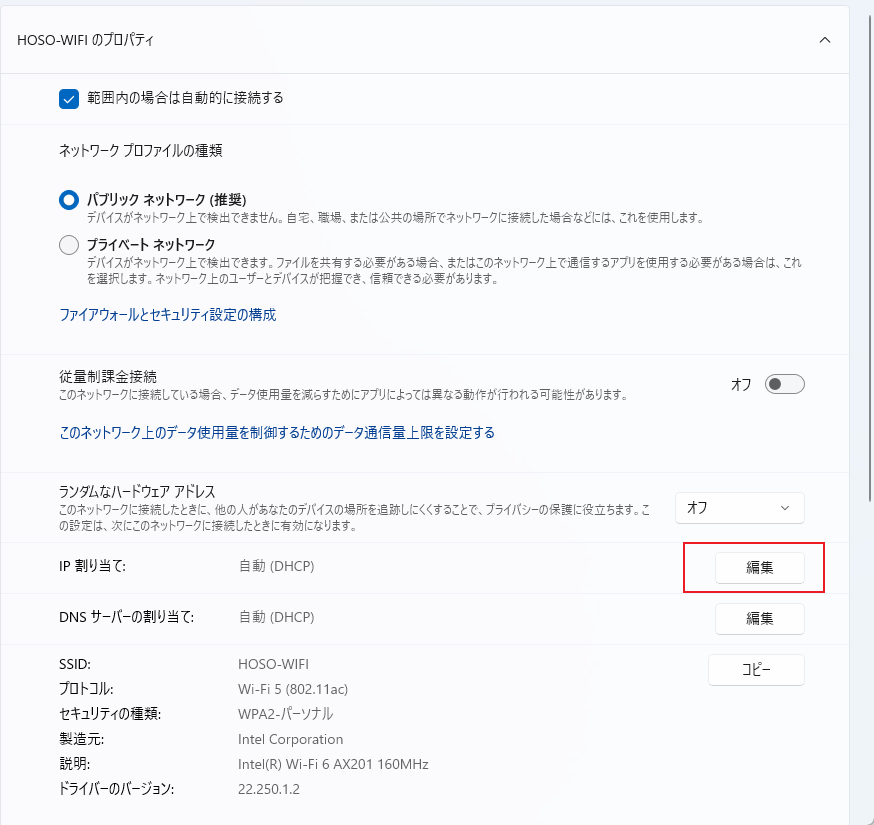 HOSO-WIFI のプロパティ
範囲内の場合は自動的に接続する
ネットワーク プロファイルの種類
パブリック ネットワーク (推奨)
デバイスがネットワーク上で検出できません。自宅、職場、または公共の場所でネットワークに接続した場合などには、これを使用します。
プライベート ネットワーク
デバイスがネットワーク上で検出できます。ファイルを共有する必要がある場合、またはこのネットワーク上で通信するアプリを使用する必要がある場合は、これ
を選択します。ネットワーク上のユーザーとデバイスが把握でき、信頼できる必要があります。
ファイアウォールとセキュリティ設定の構成
従量制課金接続
このネットワークに接続している場合、データ使用量を減らすためにアプリによっては異なる動作が行われる可能性があります。
オフ
このネットワーク上のデータ使用量を制御するためのデータ通信量上限を設定する
ランダムなハードウェア アドレス
このネットワークに接続したときに、他の人があなたのデバイスの場所を追跡しにくくすることで、プライバシーの保護に役立ちます。こ
の設定は、次にこのネットワークに接続したときに有効になります。
オフ
IP 割り当て: 自動 (DHCP) 編集
DNS サーバーの割り当て: 自動 (DHCP) 編集
SSID: HOSO-WIFI コピー
プロトコル: Wi-Fi 5 (802.11ac)
セキュリティの種類: WPA2-パーソナル
製造元: Intel Corporation
説明: Intel(R) Wi-Fi 6 AX201 160MHz
ドライバーのバージョン: 22.250.1.2